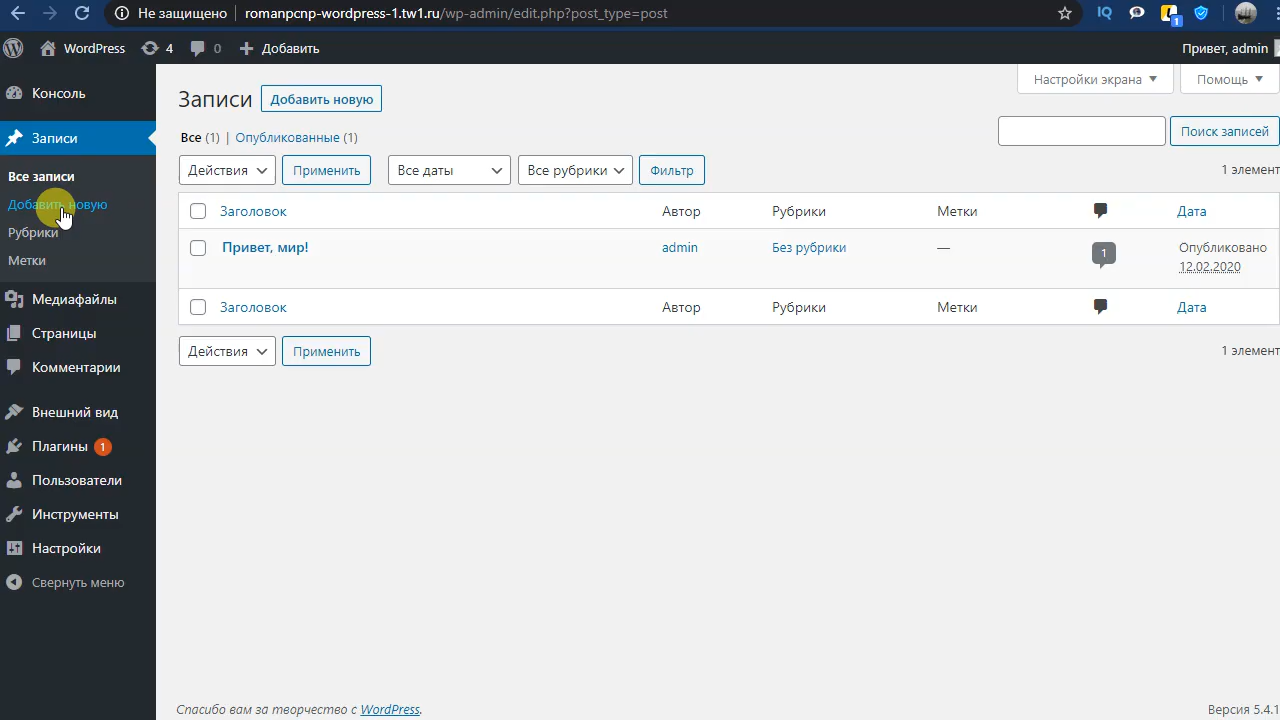 Не защищено romanpcnp-wordpress-1.tw1.ru/wp-admin/edit.php?post_type=post IQ 1
WordPress 4 0 Добавить Привет, admin
Настройки экрана Помощь
Консоль
Записи
Все записи
Добавить новую
Рубрики
Метки
Медиафайлы
Страницы
Комментарии
Внешний вид
Плагины 1
Пользователи
Инструменты
Настройки
Свернуть меню
Записи Добавить новую
Все (1) | Опубликованные (1)
Поиск записей
Действия Применить Все даты Все рубрики Фильтр 1 элемент
Заголовок Автор Рубрики Метки Дата
Привет, мир! admin Без рубрики — 1 Опубликовано
12.02.2020
Заголовок Автор Рубрики Метки Дата
Действия Применить 1 элемент
Спасибо вам за творчество с WordPress. Версия 5.4.1